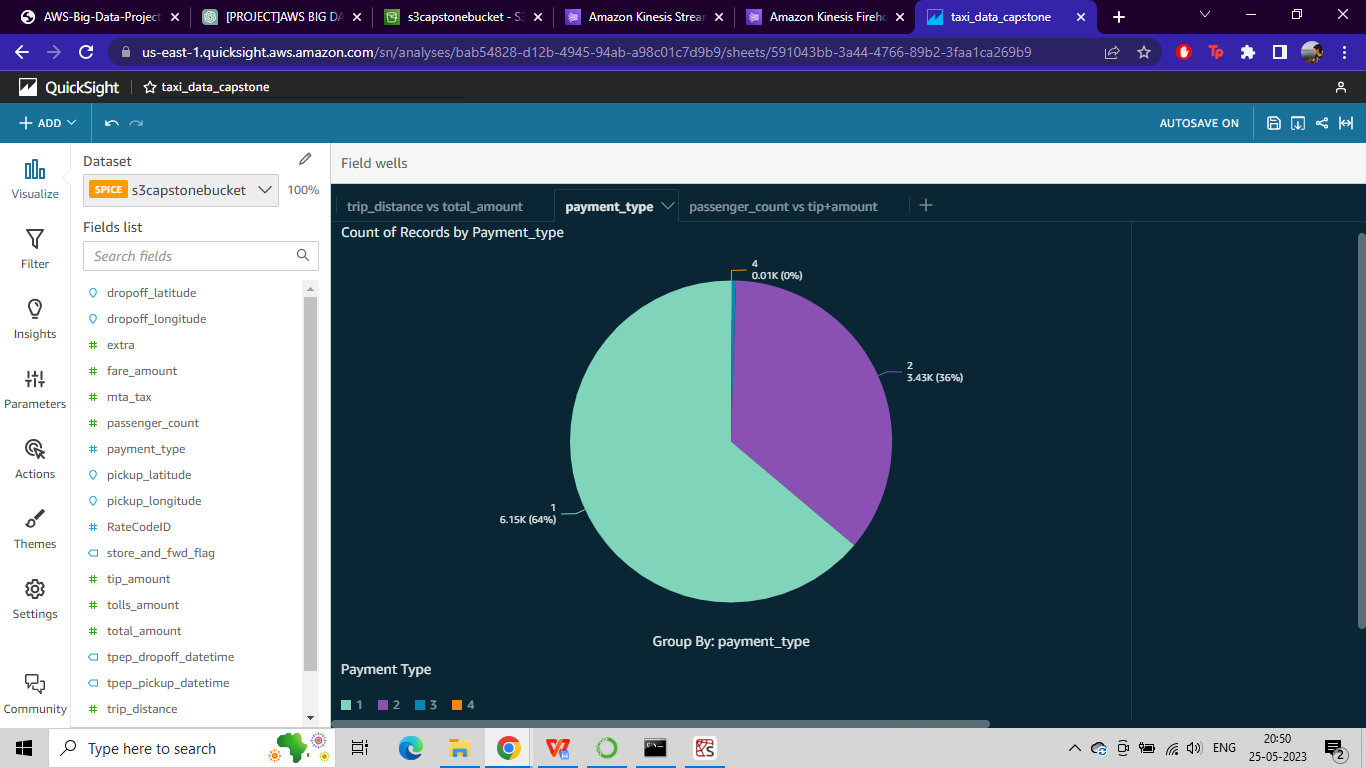 AWS-Big-Data-Project
[PROJECT]AWS BIG DA
s3capstonebucket - S3
Amazon Kinesis Strear
Amazon Kinesis Fireho
taxi_data_capstone
us-east-1.quicksight.aws.amazon.com/sn/analyses/bab54828-d12b-4945-94ab-a98c01c7d9b9/sheets/591043bb-3a44-4766-89b2-3faa1ca269b9
Tp
QuickSight
taxi_data_capstone
ADD
AUTOSAVE ON
Visualize
Filter
Insights
Parameters
Actions
Themes
Settings
Community
Dataset
SPICE s3capstonebucket 100%
Fields list
Search fields
dropoff_latitude
dropoff_longitude
# extra
# fare_amount
# mta_tax
# passenger_count
# payment_type
pickup_latitude
pickup_longitude
# RateCodeID
store_and_fwd_flag
# tip_amount
# tolls_amount
# total_amount
tpep_dropoff_datetime
tpep_pickup_datetime
# trip_distance
Field wells
trip_distance vs total_amount
payment_type
passenger_count vs tip+amount
Count of Records by Payment_type
4
0.01K (0%)
2
3.43K (36%)
1
6.15K (64%)
Group By: payment_type
Payment Type
1 2 3 4
Type here to search
ENG
20:50
25-05-2023
2